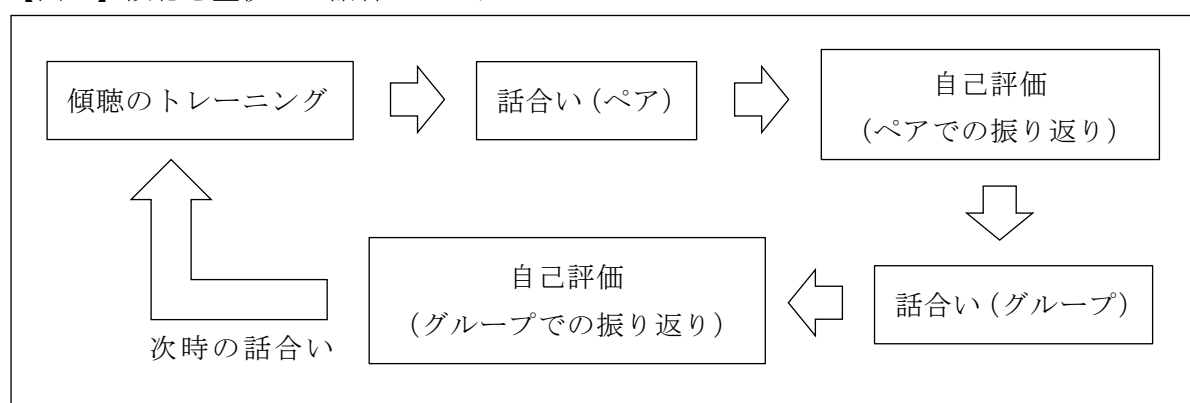 傾聴のトレーニング
話合い(ペア)
自己評価
(ペアでの振り返り)
話合い(グループ)
自己評価
(グループでの振り返り)
次時の話合い